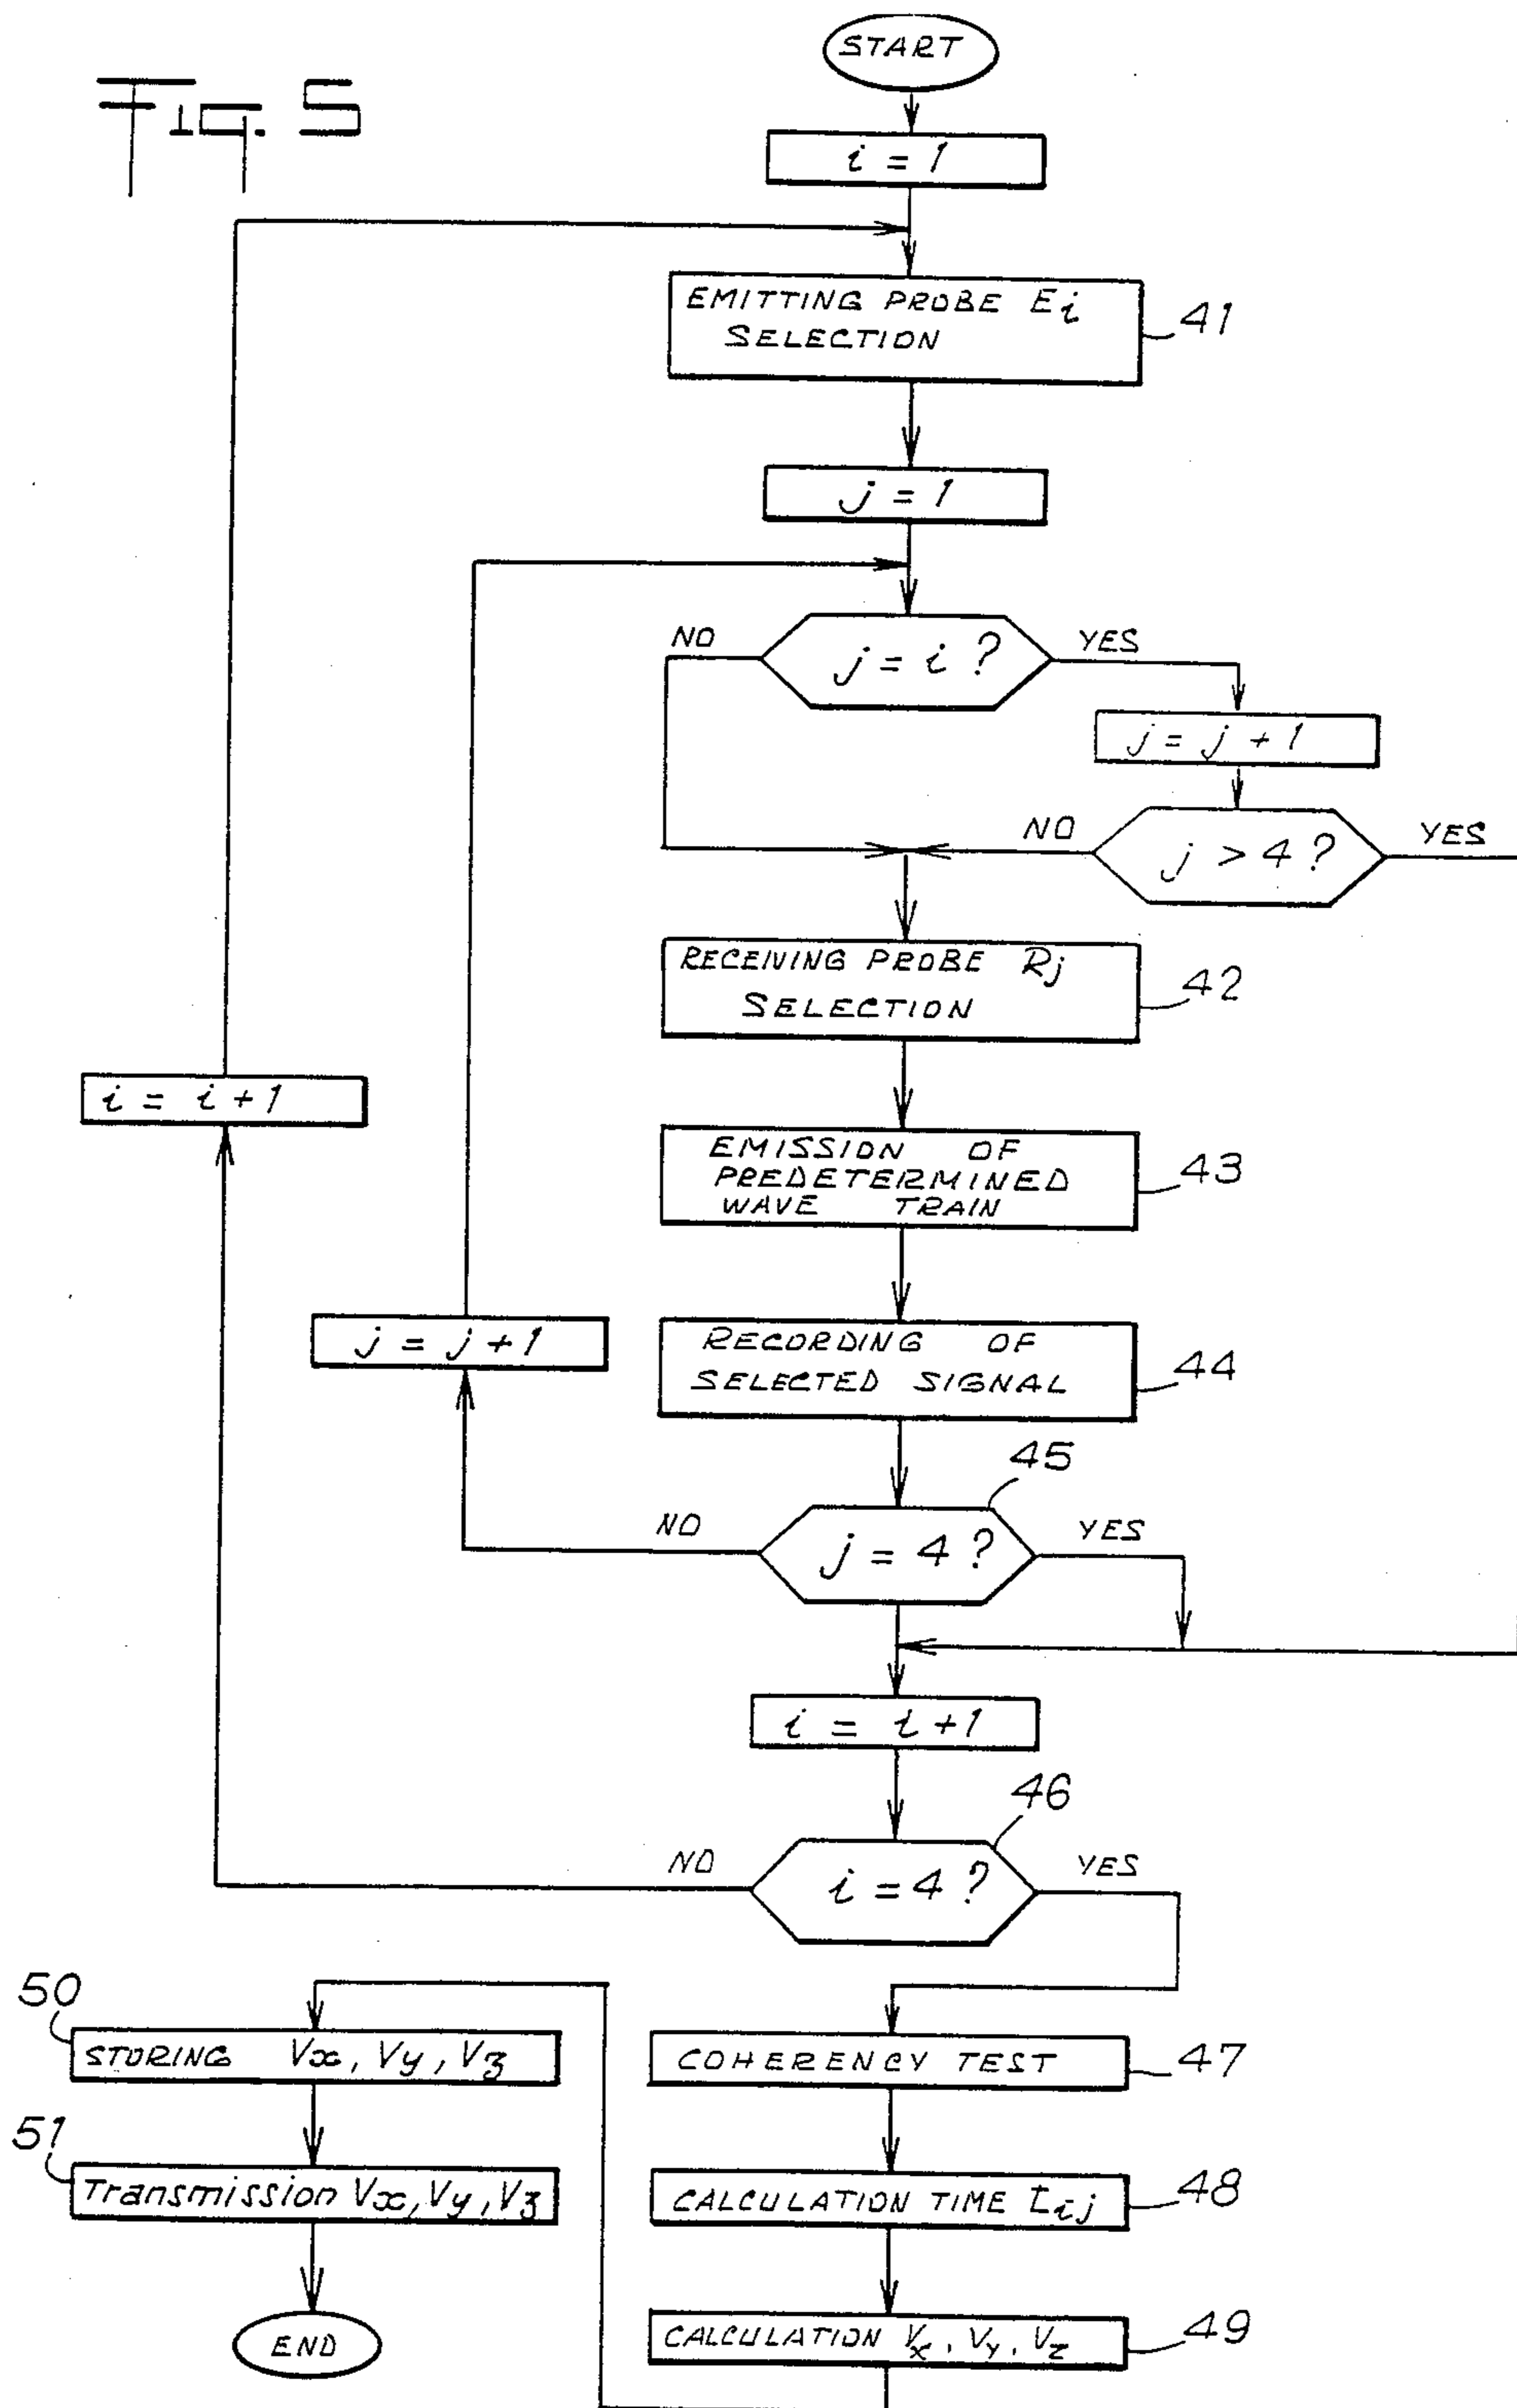 Fig. 5
START
i = 1
EMITTING PROBE Ei
SELECTION
41
j = 1
NO
j = i ?
YES
j = j + 1
NO
j > 4 ?
YES
RECEIVING PROBE Rj
SELECTION
42
i = i + 1
EMISSION OF
PREDETERMINED
WAVE TRAIN
43
j = j + 1
RECORDING OF
SELECTED SIGNAL
44
45
NO
j = 4 ?
YES
i = i + 1
46
NO
i = 4 ?
YES
50
STORING Vx, Vy, Vz
COHERENCY TEST
47
51
Transmission Vx, Vy, Vz
CALCULATION TIME tij
48
END
CALCULATION Vx, Vy, Vz
49